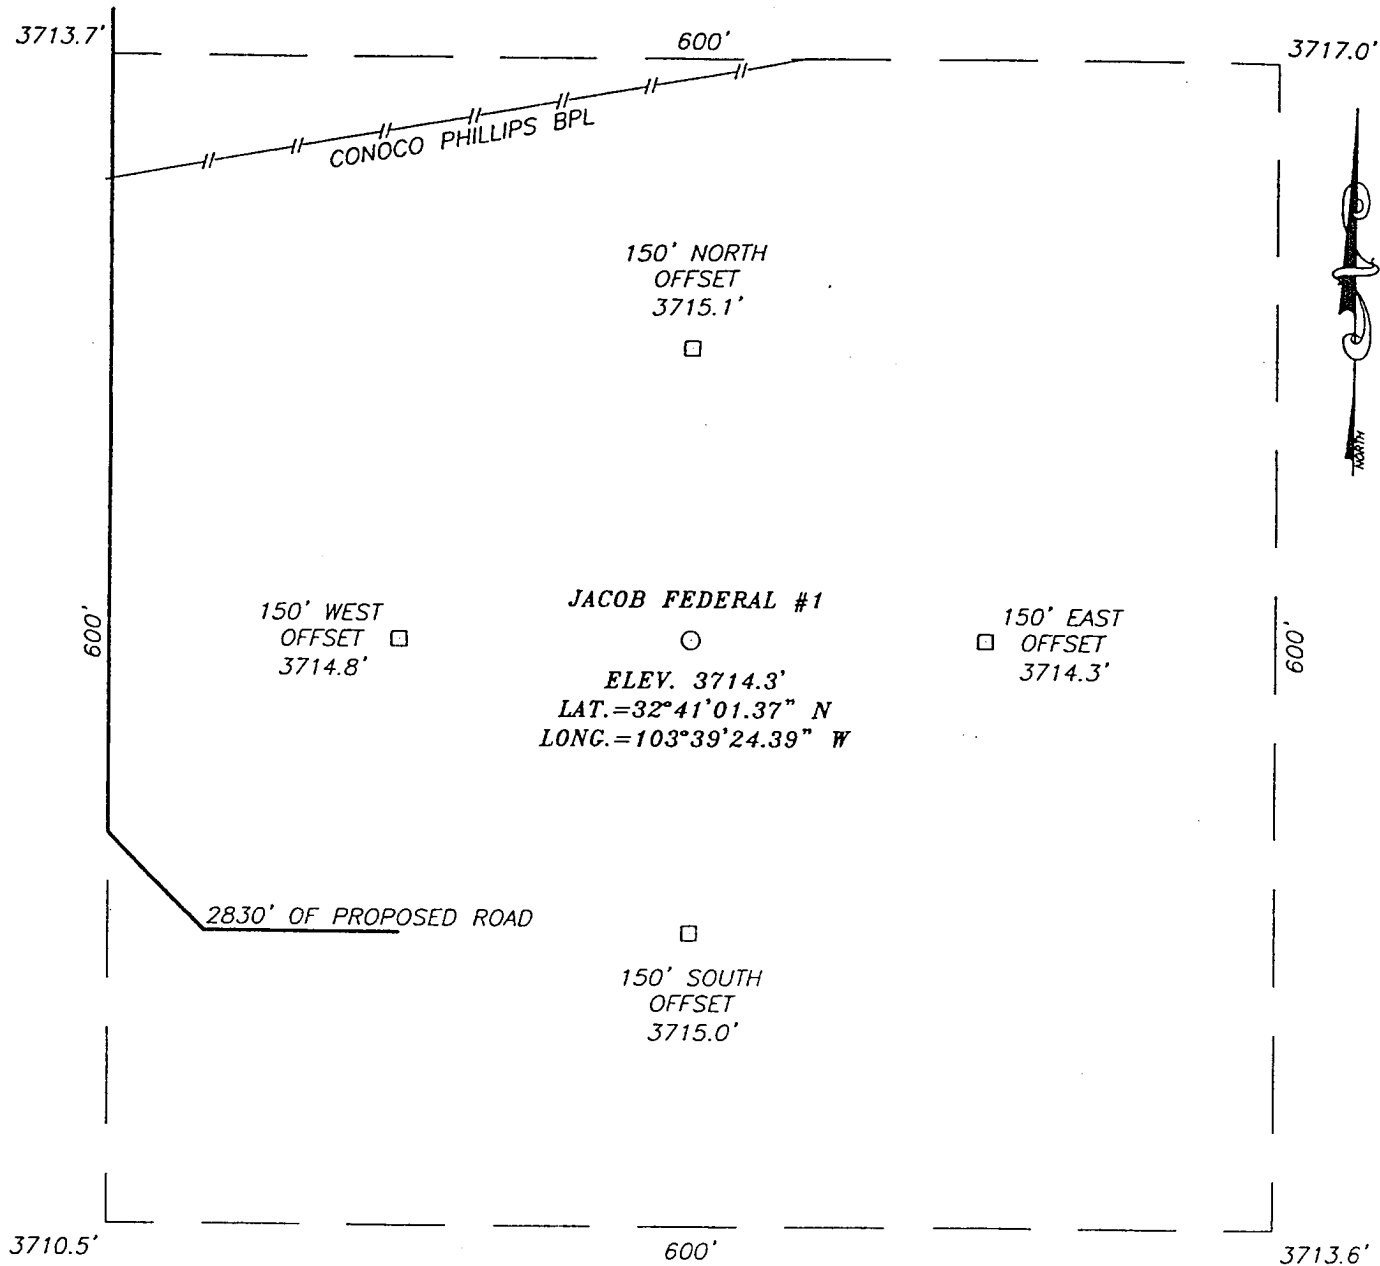 3713.7'
600'
3717.0'
CONOCO PHILLIPS BPL
150' NORTH
OFFSET
3715.1'
NORTH
600'
150' WEST
OFFSET
3714.8'
JACOB FEDERAL #1
ELEV. 3714.3'
LAT.=32°41'01.37" N
LONG.=103°39'24.39" W
150' EAST
OFFSET
3714.3'
600'
2830' OF PROPOSED ROAD
150' SOUTH
OFFSET
3715.0'
3710.5'
600'
3713.6'